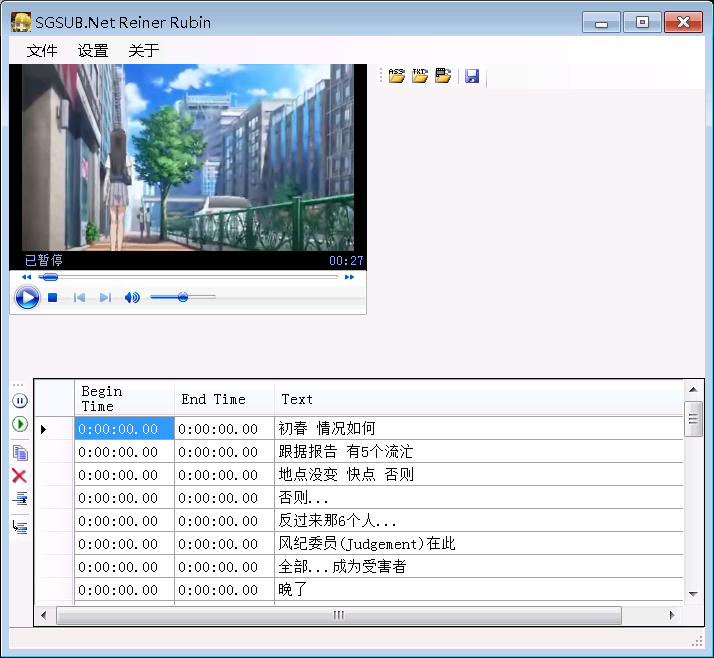 SGSUB.Net Reiner Rubin
文件 设置 关于
ASS TXT
已暂停 00:27
Begin Time End Time Text
0:00:00.00 0:00:00.00 初春 情况如何
0:00:00.00 0:00:00.00 跟据报告 有5个流氓
0:00:00.00 0:00:00.00 地点没变 快点 否则
0:00:00.00 0:00:00.00 否则...
0:00:00.00 0:00:00.00 反过来那6个人...
0:00:00.00 0:00:00.00 风纪委员(Judgement)在此
0:00:00.00 0:00:00.00 全部...成为受害者
0:00:00.00 0:00:00.00 晚了